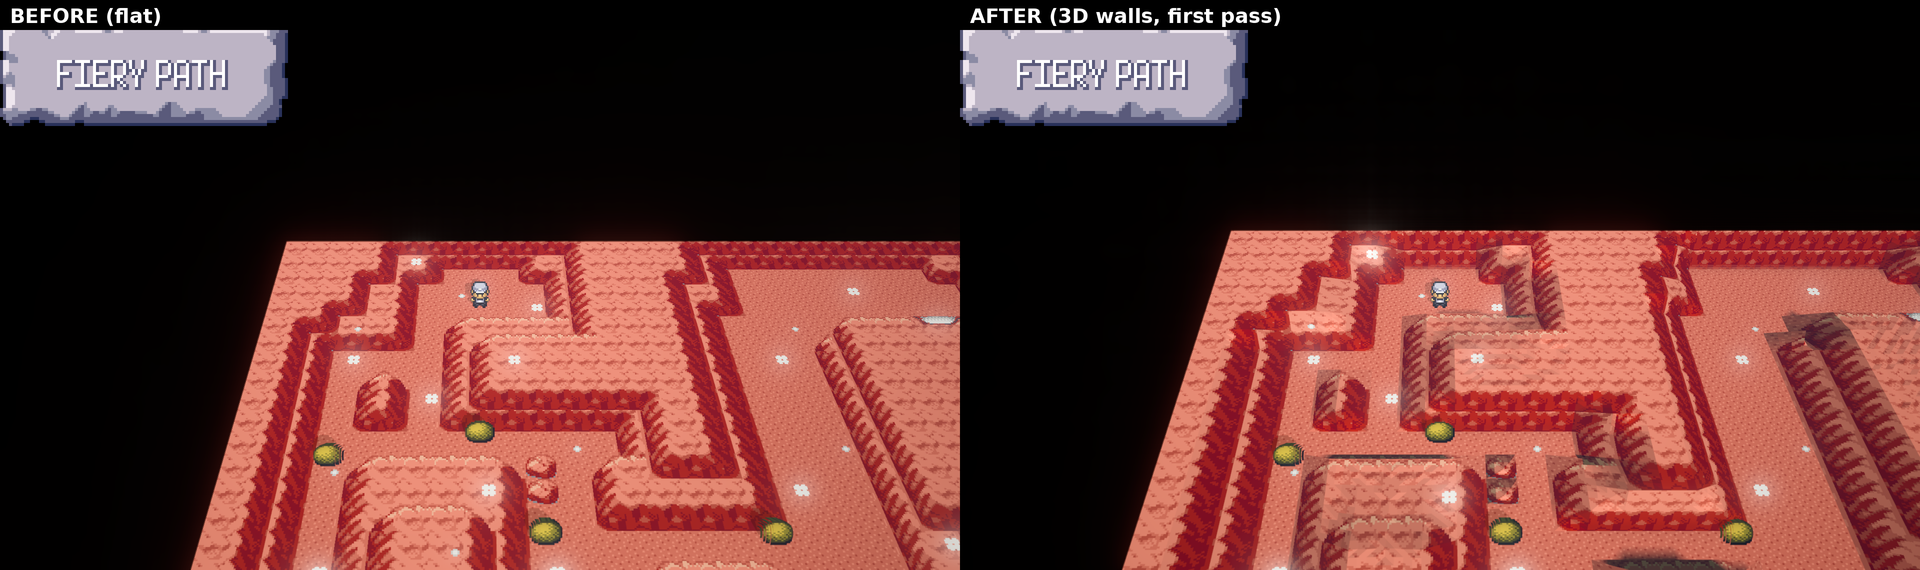 BEFORE (flat)
AFTER (3D walls, first pass)
FIERY PATH
FIERY PATH